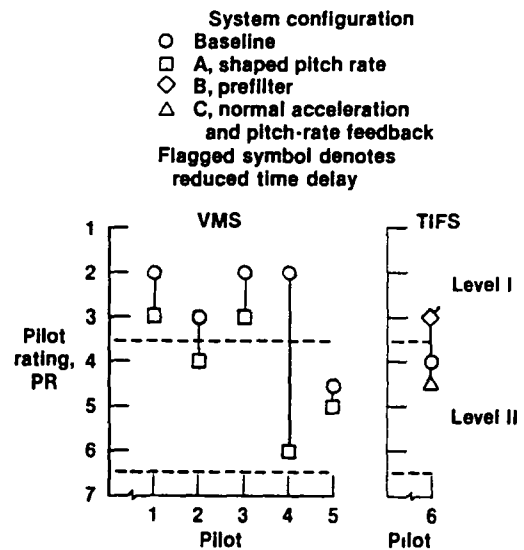 System configuration
Baseline
A, shaped pitch rate
B, prefilter
C, normal acceleration
and pitch-rate feedback
Flagged symbol denotes
reduced time delay
VMS
TIFS
1
2
3
4
5
6
7
Pilot
rating,
PR
Level I
Level II
1 2 3 4 5
6
Pilot
Pilot